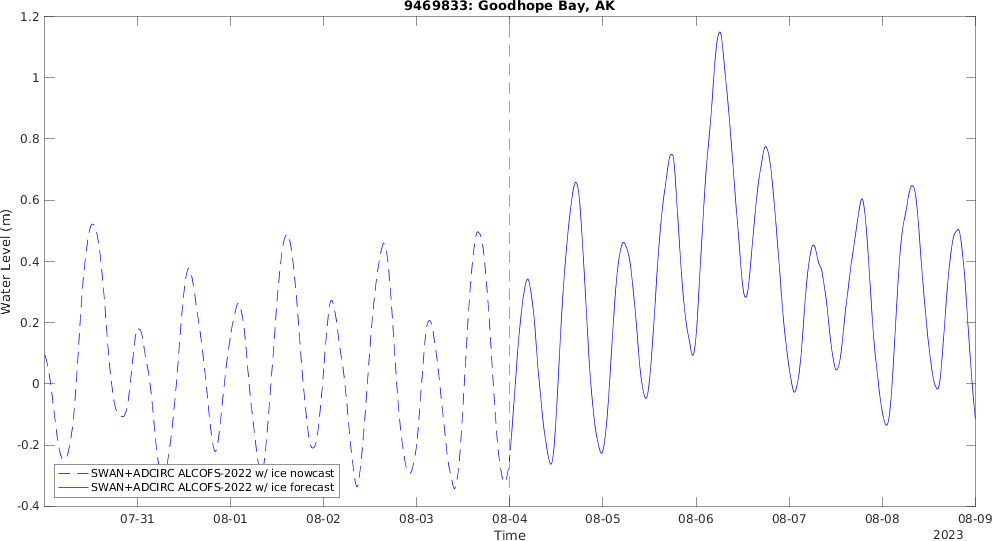 9469833: Goodhope Bay, AK
1.2
1
0.8
0.6
0.4
0.2
0
-0.2
-0.4
Water Level (m)
SWAN+ADCIRC ALCOFS-2022 w/ ice nowcast
SWAN+ADCIRC ALCOFS-2022 w/ ice forecast
07-31 08-01 08-02 08-03 08-04 08-05 08-06 08-07 08-08 08-09
Time
2023